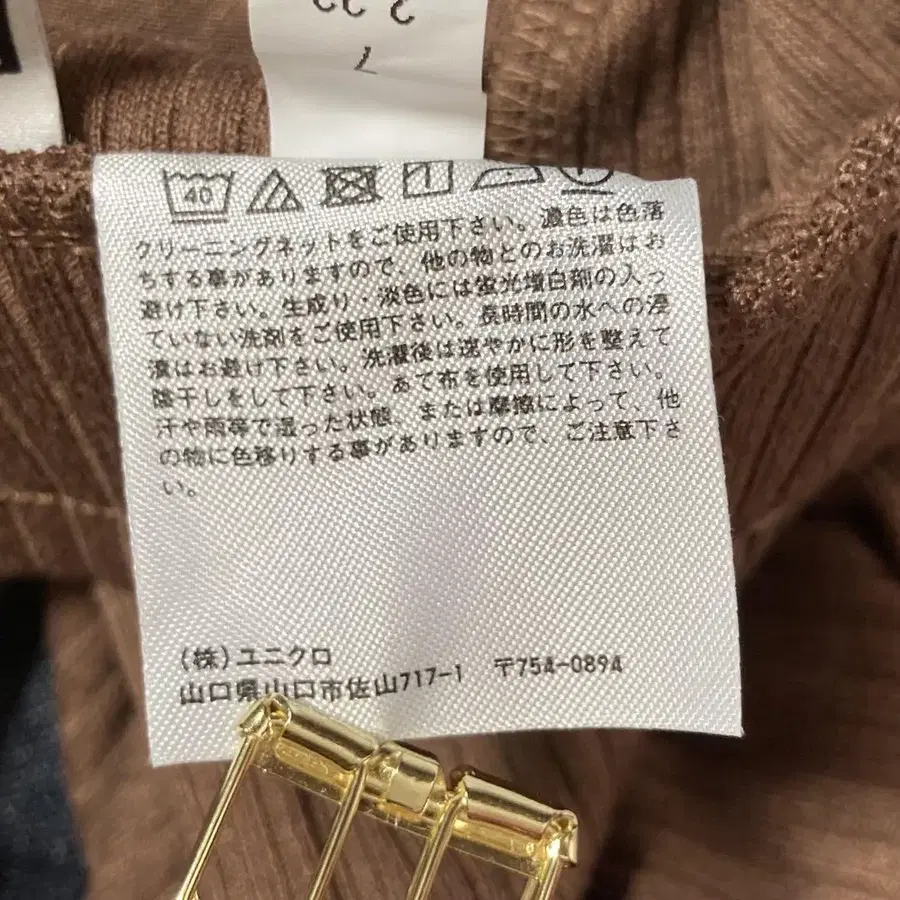 40
クリーニングネットをご使用下さい。濃色は色落
ちする事がありますので、他の物とのお洗濯はお
避け下さい。生成り・淡色には蛍光増白剤の入っ
ていない洗剤をご使用下さい。長時間の水への浸
漬はお避け下さい。洗濯後は速やかに形を整えて
陰干しをして下さい。あて布を使用して下さい。
汗や雨等で湿った状態、または摩擦によって、他
の物に色移りする事がありますので、ご注意下さ
い。
(株)ユニクロ
山口県山口市佐山717-1 〒754-0894